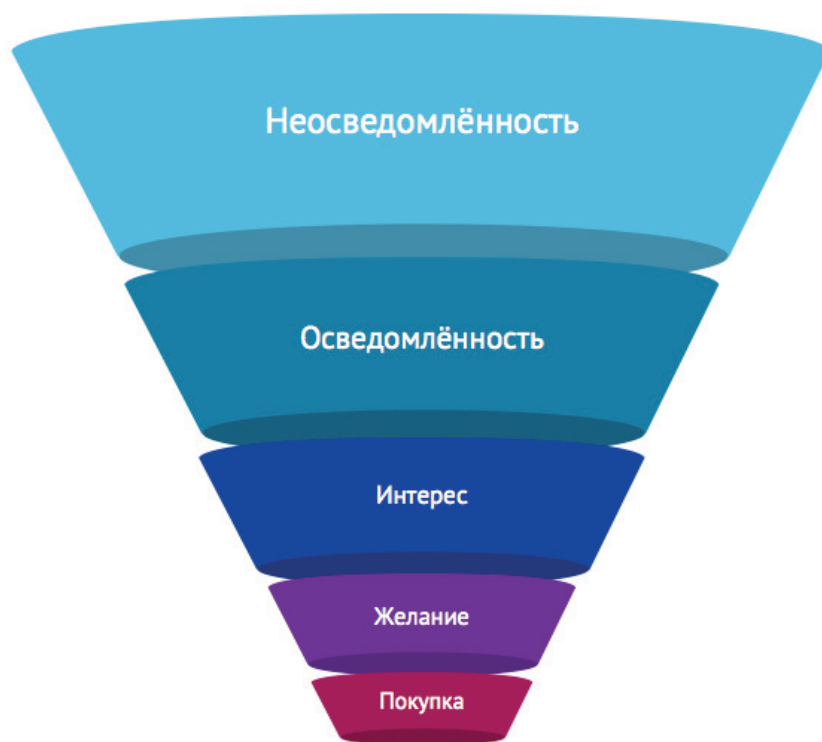 Неосведомлённость
Осведомлённость
Интерес
Желание
Покупка